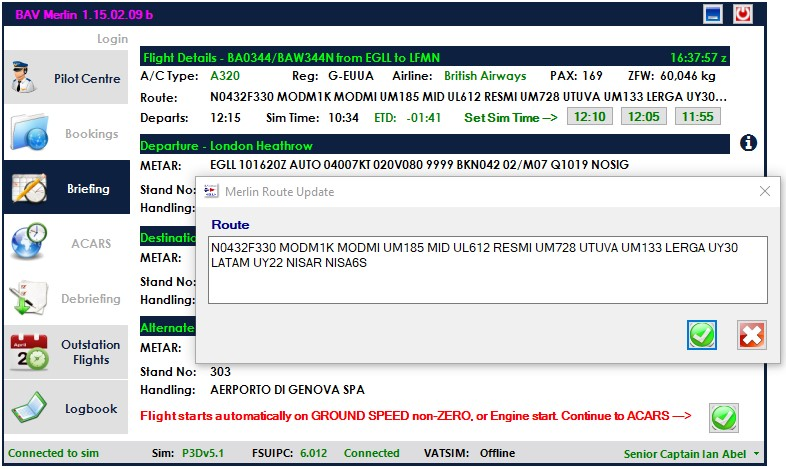 BAV Merlin 1.15.02.09 b
Login
Flight Details - BA0344/BAW344N from EGLL to LFMN 16:37:57 z
A/C Type: A320 Reg: G-EUUA Airline: British Airways PAX: 169 ZFW: 60,046 kg
Pilot Centre
Route: N0432F330 MODM1K MODMI UM185 MID UL612 RESMI UM728 UTUVA UM133 LERGA UY30...
Departs: 12:15 Sim Time: 10:34 ETD: -01:41 Set Sim Time --> 12:10 12:05 11:55
Bookings
Departure - London Heathrow
METAR: EGLL 101620Z AUTO 04007KT 020V080 9999 BKN042 02/M07 Q1019 NOSIG
Briefing
Stand No:
Handling:
Merlin Route Update
Route
N0432F330 MODM1K MODMI UM185 MID UL612 RESMI UM728 UTUVA UM133 LERGA UY30
LATAM UY22 NISAR NISA6S
Destinatio
ACARS
METAR:
Stand No:
Handling:
Debriefing
Alternate
METAR:
Outstation
Flights
April
20
Stand No: 303
Handling: AERPORTO DI GENOVA SPA
Logbook
Flight starts automatically on GROUND SPEED non-ZERO, or Engine start. Continue to ACARS --->
Connected to sim Sim: P3Dv5.1 FSUIPC: 6.012 Connected VATSIM: Offline Senior Captain Ian Abel